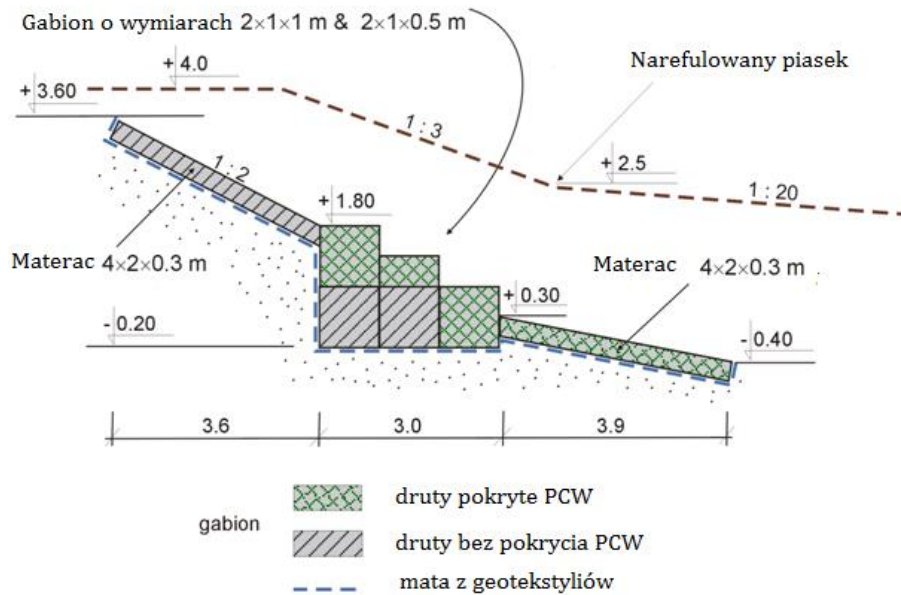 Gabion o wymiarach 2×1×1 m & 2×1×0.5 m
+ 4.0
Narefulowany piasek
+ 3.60
1 : 3
+ 2.5
1 : 2
1 : 20
+ 1.80
Materac 4×2×0.3 m
Materac 4×2×0.3 m
+ 0.30
- 0.20
- 0.40
3.6
3.0
3.9
gabion
druty pokryte PCW
druty bez pokrycia PCW
mata z geotekstyliów